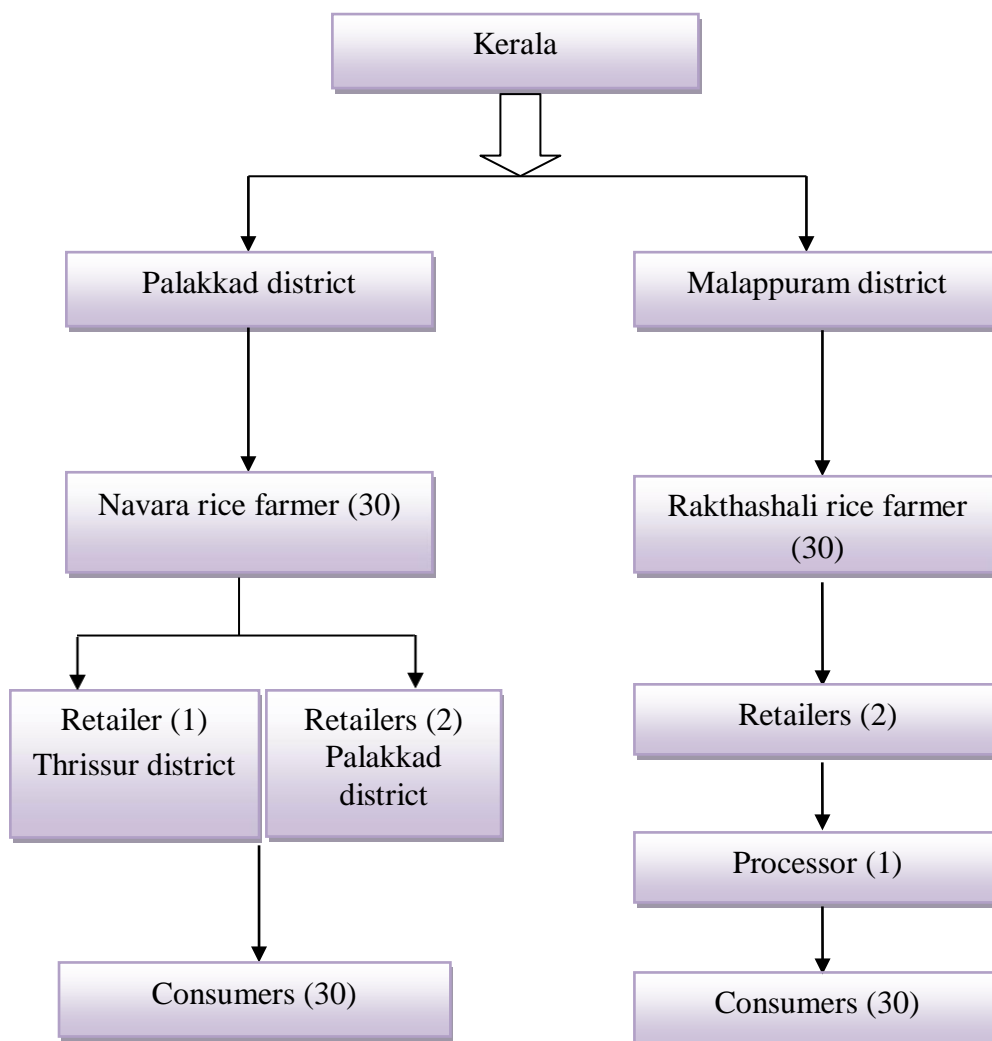 Kerala
Palakkad district
Malappuram district
Navara rice farmer (30)
Rakthashali rice farmer
(30)
Retailer (1)
Thrissur district
Retailers (2)
Palakkad
district
Retailers (2)
Processor (1)
Consumers (30)
Consumers (30)